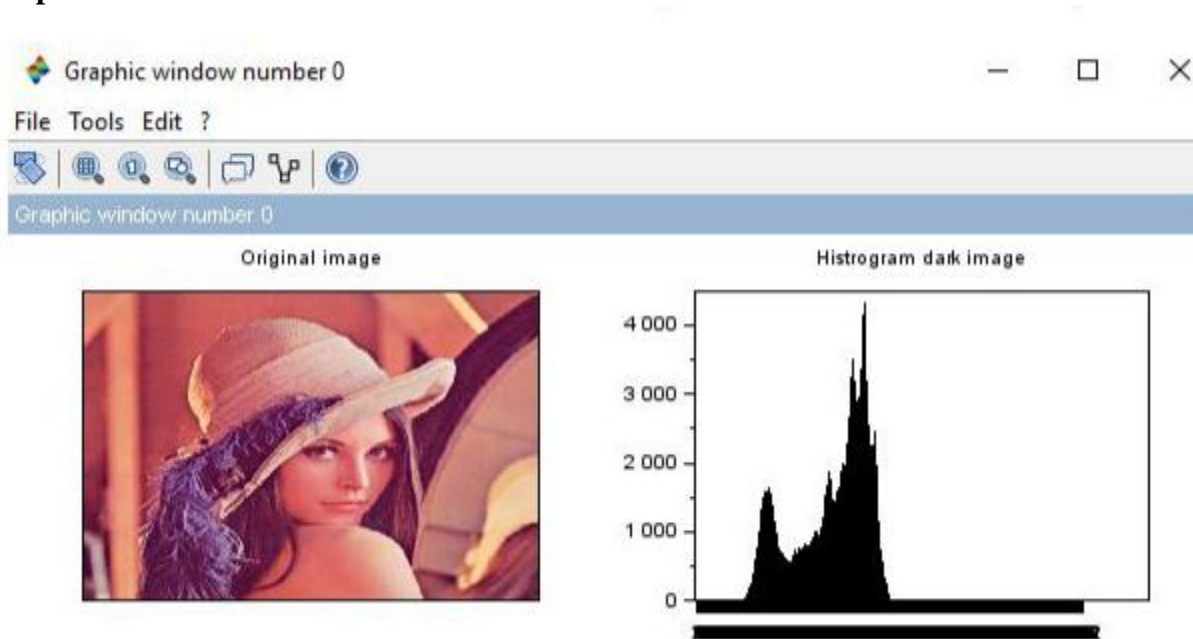 Graphic window number 0
File Tools Edit ?
Graphic window number 0
Original image
Histrogram dark image
4 000
3 000
2 000
1 000
0